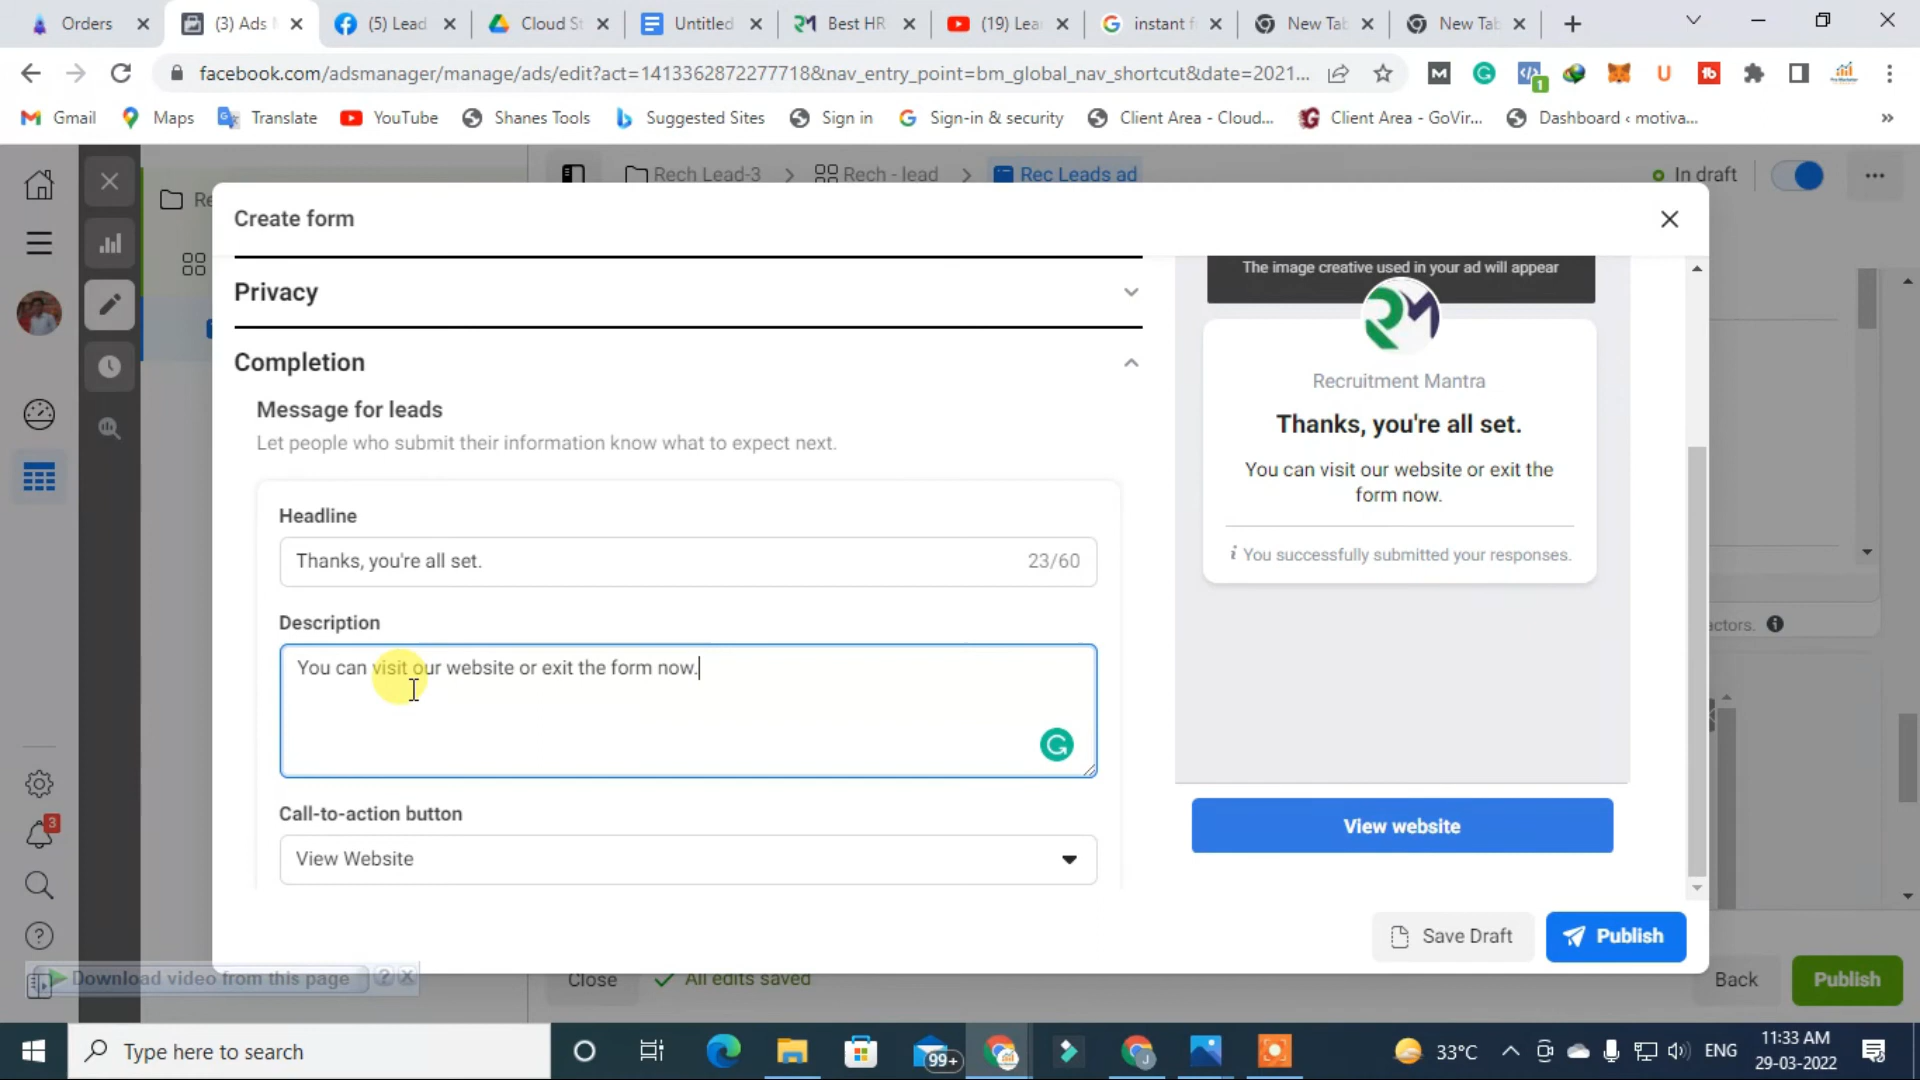 Orders
(3) Ads
(5) Lead
Cloud St
Untitled
Best HR
(19) Lea
instant f
New Tab
New Tab
facebook.com/adsmanager/manage/ads/edit?act=1413362872277718&nav_entry_point=bm_global_nav_shortcut&date=2021...
1
Gmail
Maps
Translate
YouTube
Shanes Tools
Suggested Sites
Sign in
Sign-in & security
Client Area - Cloud...
Client Area - GoVir...
Dashboard ‹ motiva...
»
Re
Rech Lead-3
Rech - lead
Rec Leads ad
In draft
Create form
Privacy
Completion
Message for leads
Let people who submit their information know what to expect next.
Headline
Thanks, you're all set.
23/60
Description
You can visit our website or exit the form now.
Call-to-action button
View Website
The image creative used in your ad will appear
RM
Recruitment Mantra
Thanks, you're all set.
You can visit our website or exit the
form now.
You successfully submitted your responses.
View website
actors.
3
Save Draft
Publish
Download video from this page
Close
All edits saved
Back
Publish
Type here to search
99+
33°C
ENG
11:33 AM
29-03-2022